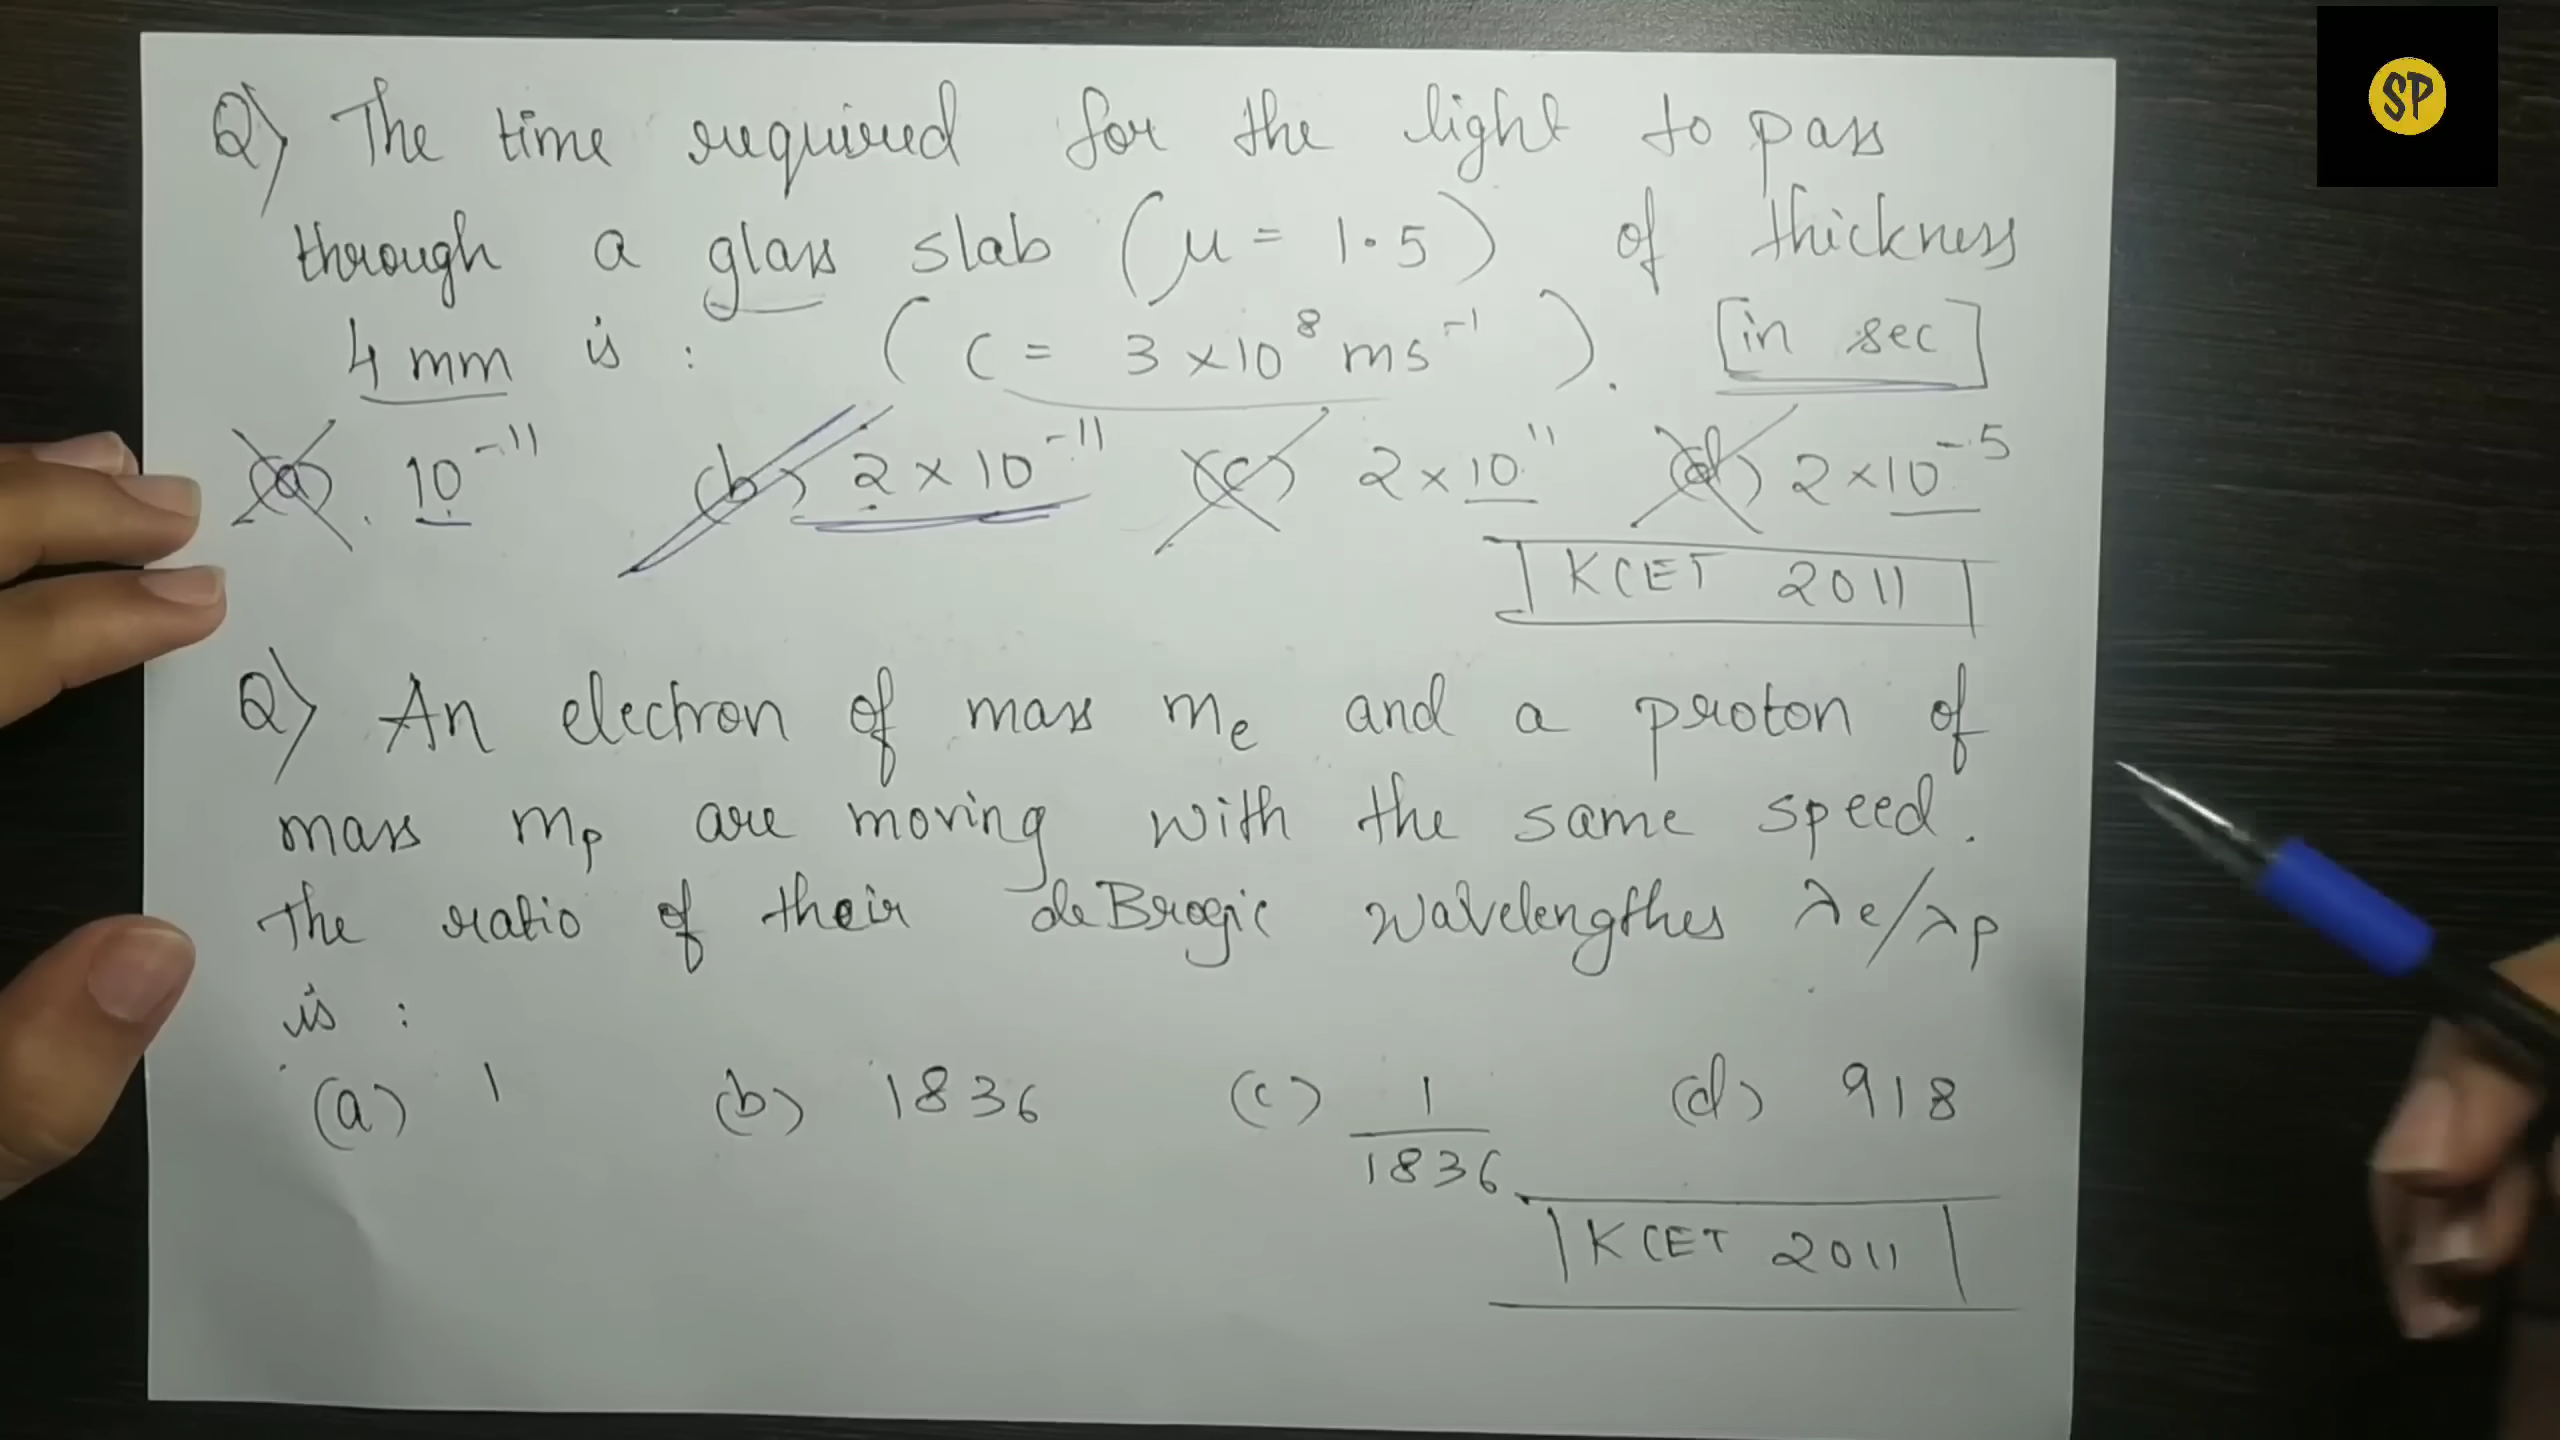 SP
Q) The time required for the light to pass
through a glass slab (μ = 1.5) of thickness
4 mm is : (c = 3 × 10⁸ ms⁻¹). [in sec]
(a). 10⁻¹¹ (b) 2 × 10⁻¹¹ (c) 2 × 10¹¹ (d) 2 × 10⁻⁵
KCET 2011
Q) An electron of mass mₑ and a proton of
mass mₚ are moving with the same speed.
The ratio of their deBrogie wavelengthes λe/λp
is :
(a) 1 (b) 1836 (c) 1/1836 (d) 918
KCET 2011